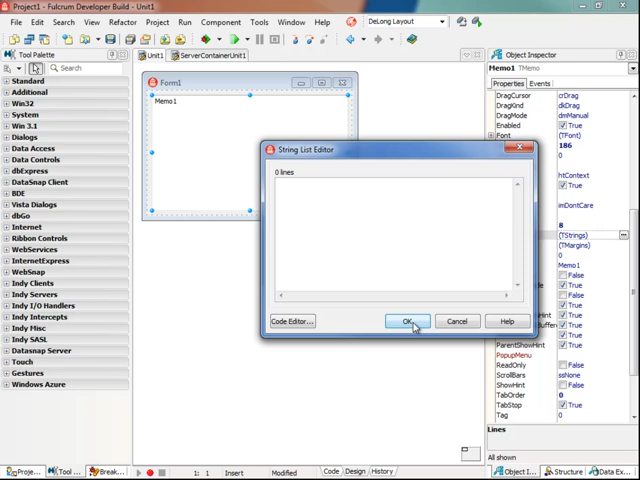 Project1 - Fulcrum Developer Build - Unit1
File Edit Search View Refactor Project Run Component Tools Window Help
DeLong Layout
Tool Palette
Unit1 ServerContainerUnit1
Object Inspector
Search
Memo1 TMemo
Properties Events
Standard
Additional
Win32
System
Win 3.1
Dialogs
Data Access
Data Controls
dbExpress
DataSnap Client
BDE
Vista Dialogs
dbGo
Internet
Ribbon Controls
WebServices
InternetExpress
WebSnap
Indy Clients
Indy Servers
Indy I/O Handlers
Indy Intercepts
Indy Misc
Indy SASL
Datasnap Server
Touch
Gestures
Windows Azure
Form1
Memo1
String List Editor
0 lines
Code Editor...
OK
Cancel
Help
DragCursor crDrag
DragKind dkDrag
DragMode dmManual
Enabled True
Font (TFont)
186
0
htContext
True
imDontCare
8
(TStrings)
(TMargins)
0
Memo1
False
True
False
True
True
ParentShowHint True
PopupMenu
ReadOnly False
ScrollBars ssNone
ShowHint False
TabOrder 0
TabStop True
Tag 0
Lines
All shown
Proje... Tool ... Break...
1: 1 Insert Modified
Code Design History
Object I... Structure Data Ex...